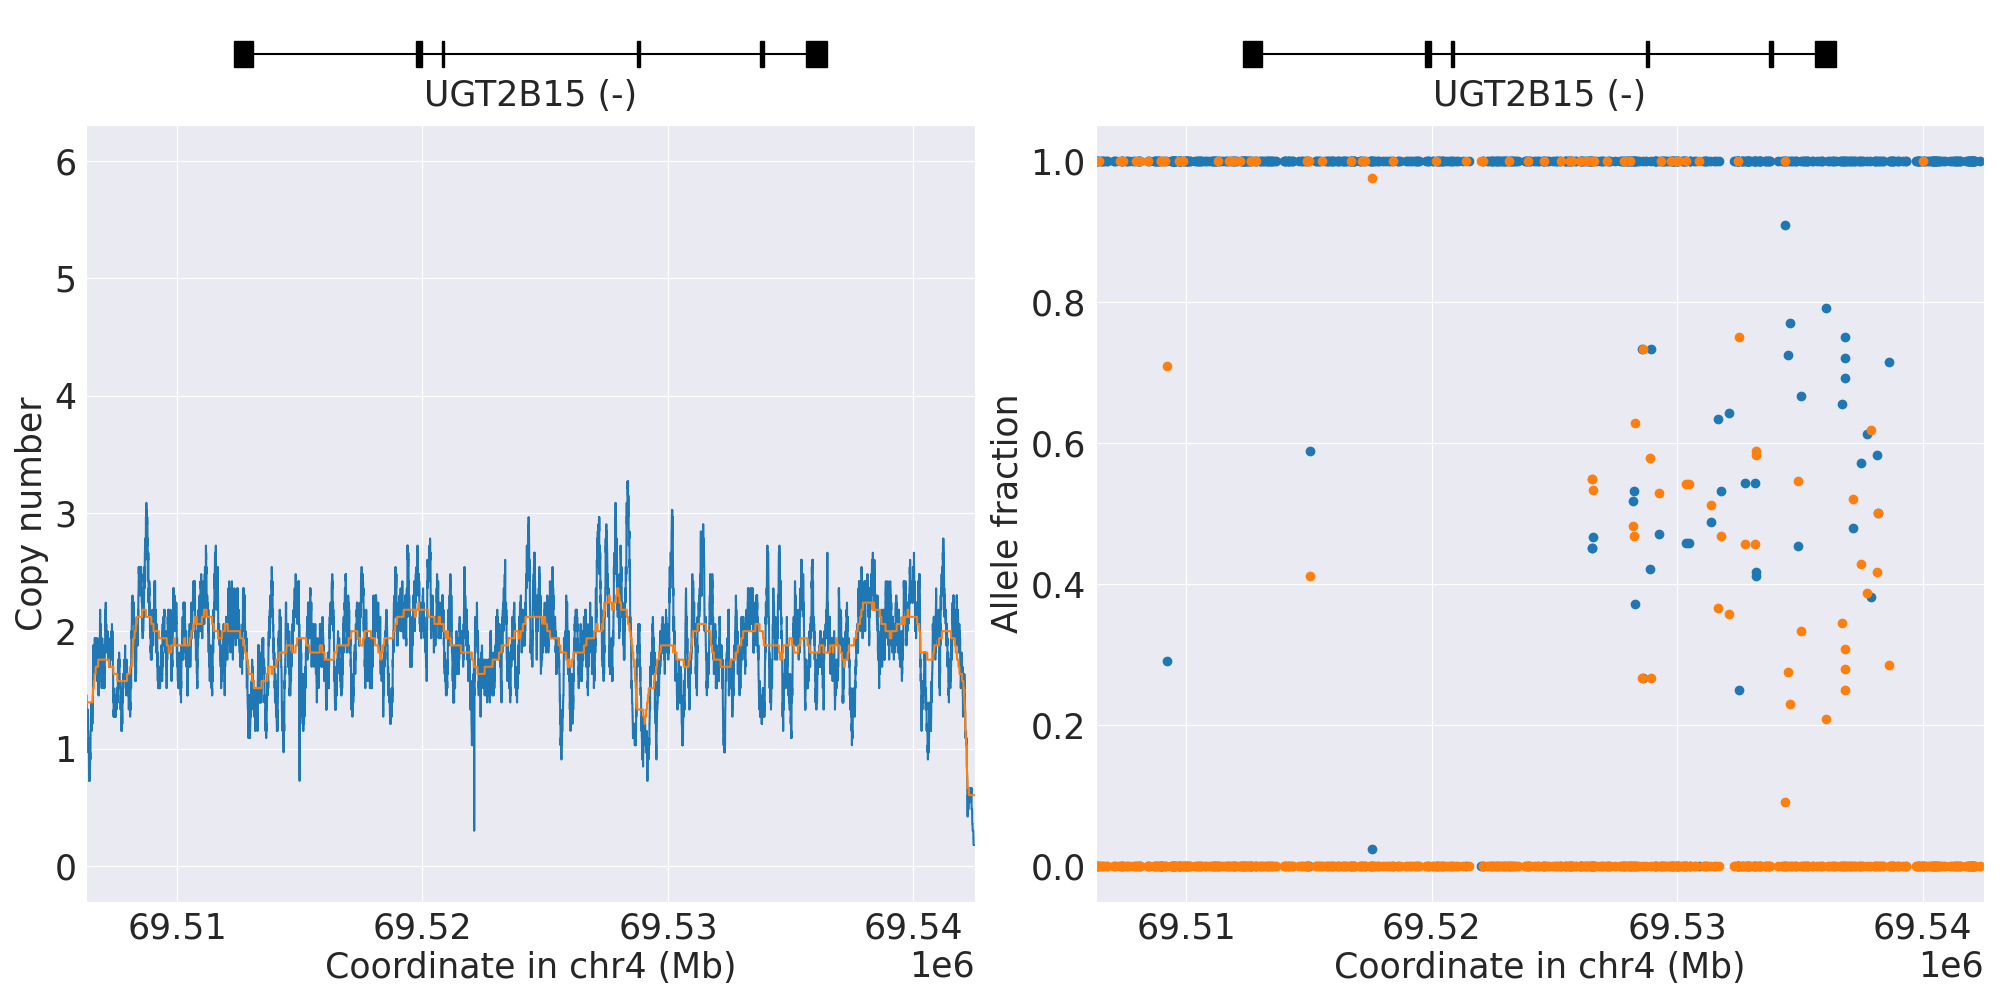 UGT2B15 (-)
6
5
4
3
2
1
0
Copy number
69.51 69.52 69.53 69.54
Coordinate in chr4 (Mb)
1e6
UGT2B15 (-)
1.0
0.8
0.6
0.4
0.2
0.0
Allele fraction
69.51 69.52 69.53 69.54
Coordinate in chr4 (Mb)
1e6